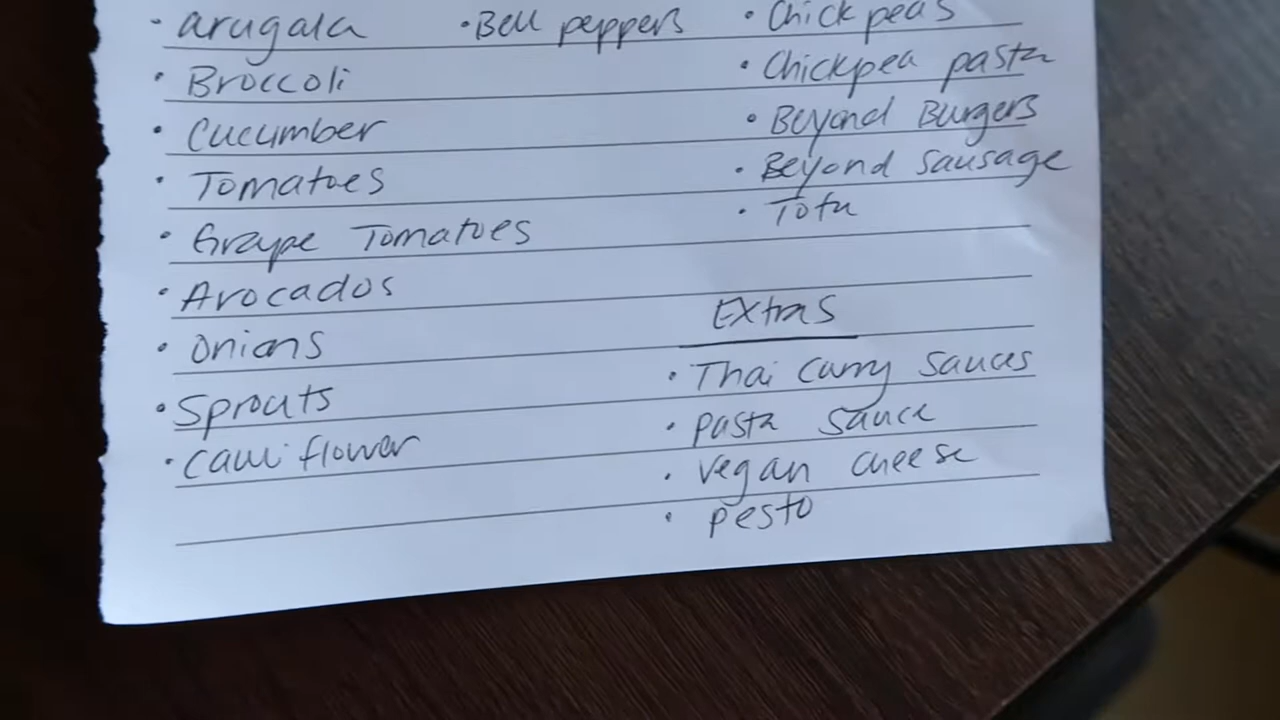 arugala
Broccoli
Cucumber
Tomatoes
Grape Tomatoes
Avocados
Onions
Sprouts
Cauliflower
Bell peppers
Chickpeas
Chickpea pasta
Beyond Burgers
Beyond Sausage
Tofu
Extras
Thai Curry Sauces
pasta sauce
vegan cheese
pesto